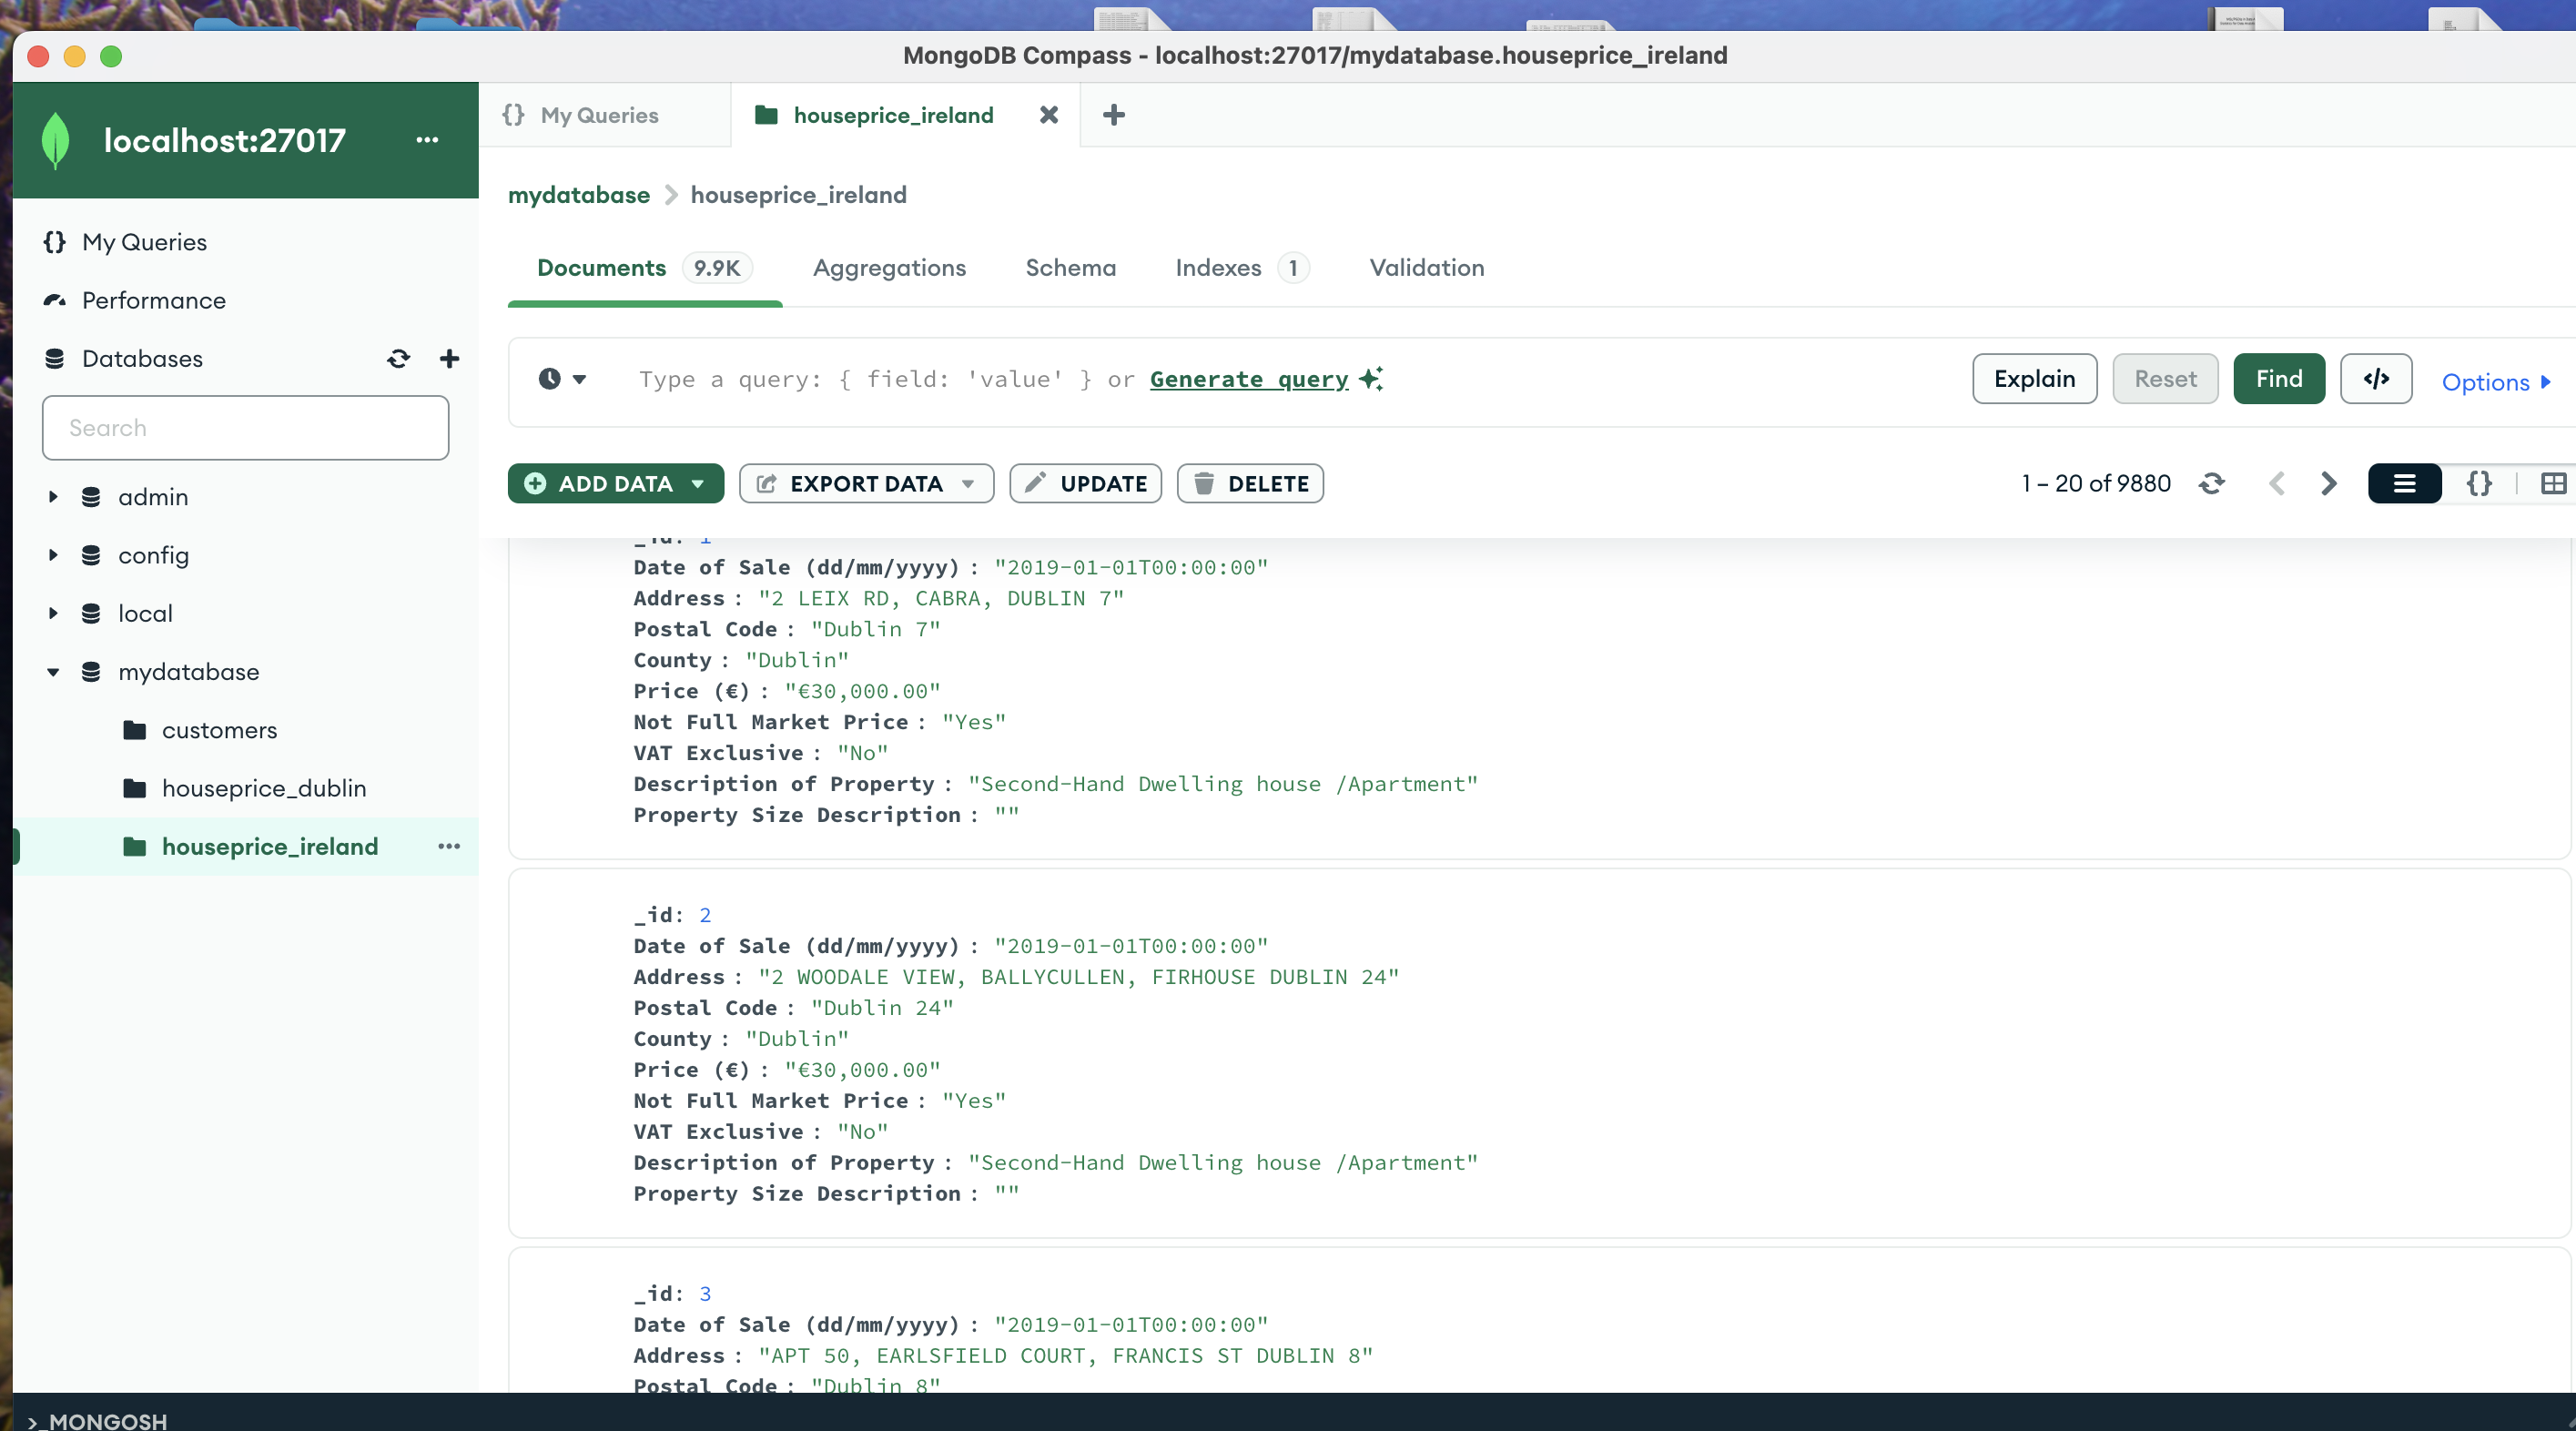 MongoDB Compass - localhost:27017/mydatabase.houseprice_ireland
localhost:27017 ...
{} My Queries
houseprice_ireland
mydatabase > houseprice_ireland
{} My Queries
Performance
Databases
Search
admin
config
local
mydatabase
customers
houseprice_dublin
houseprice_ireland ...
Documents 9.9K Aggregations Schema Indexes 1 Validation
Type a query: { field: 'value' } or Generate query
Explain Reset Find </> Options
ADD DATA EXPORT DATA UPDATE DELETE
1 – 20 of 9880 {}
_id: 1
Date of Sale (dd/mm/yyyy) : "2019-01-01T00:00:00"
Address : "2 LEIX RD, CABRA, DUBLIN 7"
Postal Code : "Dublin 7"
County : "Dublin"
Price (€) : "€30,000.00"
Not Full Market Price : "Yes"
VAT Exclusive : "No"
Description of Property : "Second-Hand Dwelling house /Apartment"
Property Size Description : ""
_id: 2
Date of Sale (dd/mm/yyyy) : "2019-01-01T00:00:00"
Address : "2 WOODALE VIEW, BALLYCULLEN, FIRHOUSE DUBLIN 24"
Postal Code : "Dublin 24"
County : "Dublin"
Price (€) : "€30,000.00"
Not Full Market Price : "Yes"
VAT Exclusive : "No"
Description of Property : "Second-Hand Dwelling house /Apartment"
Property Size Description : ""
_id: 3
Date of Sale (dd/mm/yyyy) : "2019-01-01T00:00:00"
Address : "APT 50, EARLSFIELD COURT, FRANCIS ST DUBLIN 8"
Postal Code : "Dublin 8"
>_MONGOSH